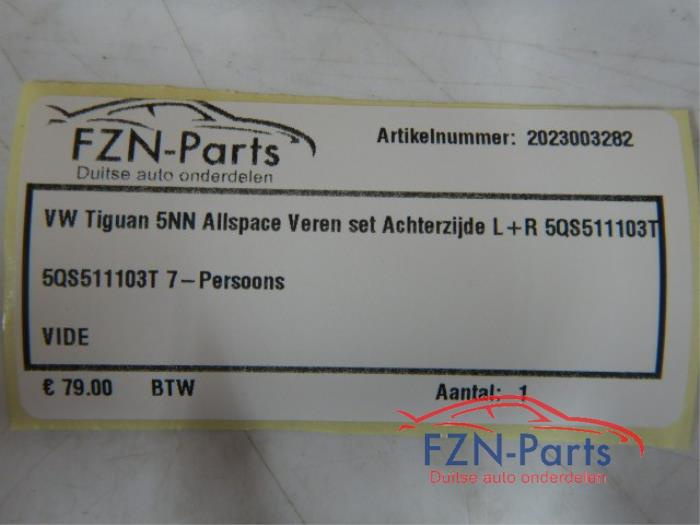 FZN-Parts
Duitse auto onderdelen
Artikelnummer: 2023003282
VW Tiguan 5NN Allspace Veren set Achterzijde L+R 5QS511103T
5QS511103T 7-Persoons
VIDE
€ 79.00 BTW Aantal: 1
FZN-Parts
Duitse auto onderdelen